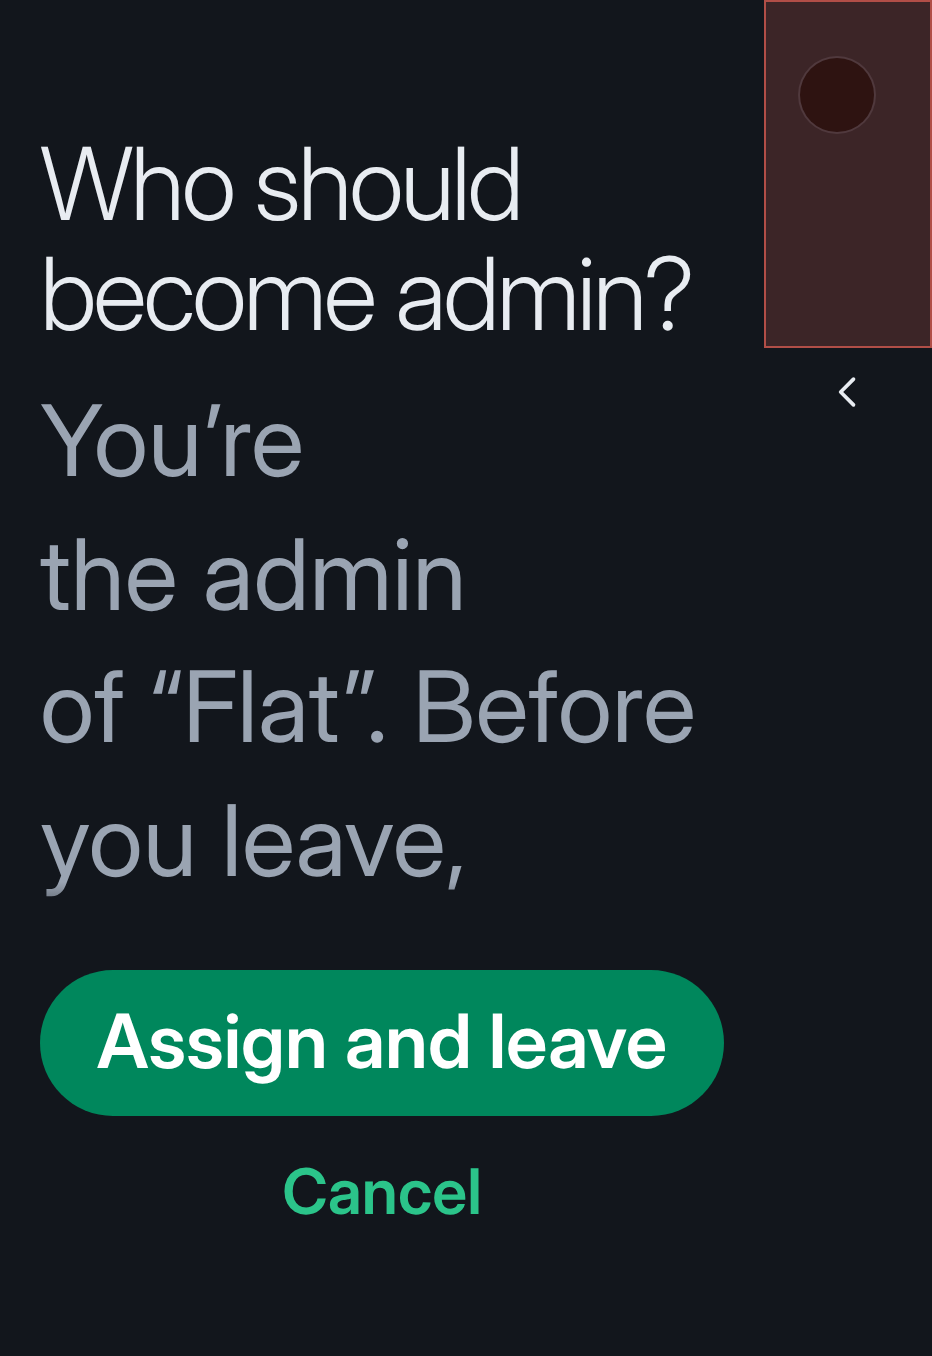 Who should
become admin?
You’re
the admin
of “Flat”. Before
you leave,
Assign and leave
Cancel